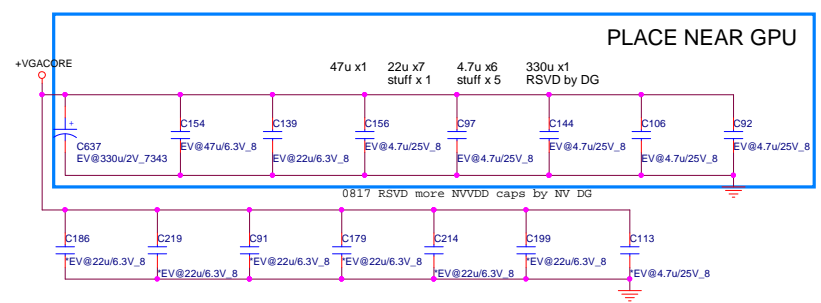 PLACE NEAR GPU
+VGACORE
47u x1 22u x7 4.7u x6 330u x1
stuff x 1 stuff x 5 RSVD by DG
+
C154 C139 C156 C97 C144 C106 C92
C637 EV@47u/6.3V_8 EV@22u/6.3V_8 EV@4.7u/25V_8 EV@4.7u/25V_8 EV@4.7u/25V_8 EV@4.7u/25V_8 EV@4.7u/25V_8
EV@330u/2V_7343
0817 RSVD more NVVDD caps by NV DG
C186 C219 C91 C179 C214 C199 C113
*EV@22u/6.3V_8 *EV@22u/6.3V_8 *EV@22u/6.3V_8
*EV@22u/6.3V_8 *EV@22u/6.3V_8 *EV@22u/6.3V_8 *EV@4.7u/25V_8